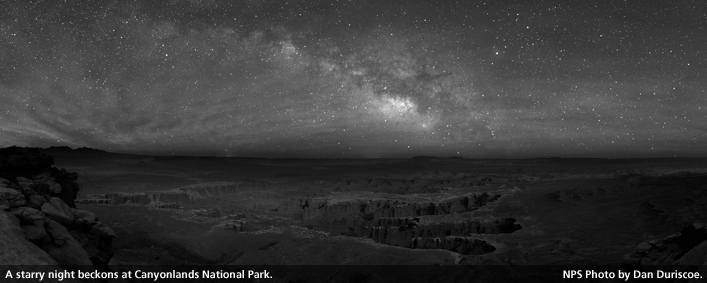 A starry night beckons at Canyonlands National Park. NPS Photo by Dan Duriscoe.